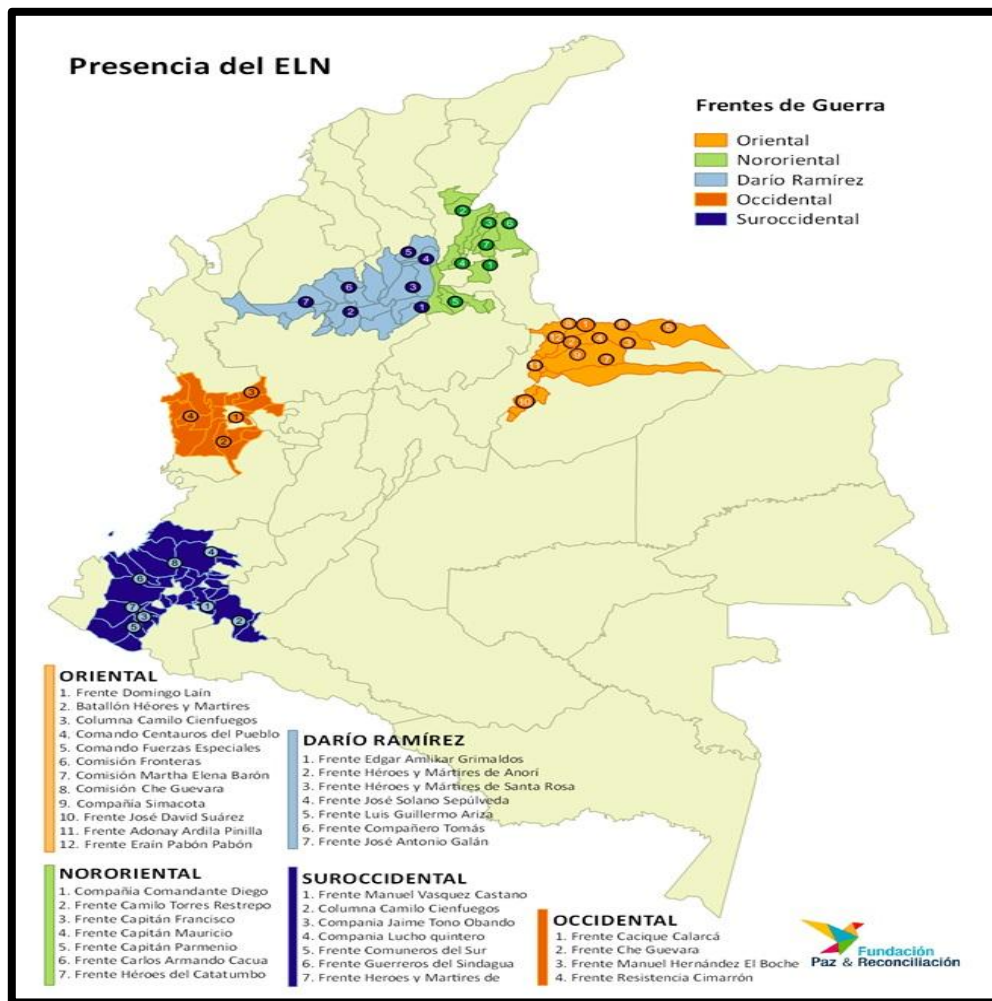 Presencia del ELN
Frentes de Guerra
Oriental
Nororiental
Darío Ramírez
Occidental
Suroccidental
ORIENTAL
1. Frente Domingo Laín
2. Batallón Héores y Martires
3. Columna Camilo Cienfuegos
4. Comando Centauros del Pueblo
5. Comando Fuerzas Especiales
6. Comisión Fronteras
7. Comisión Martha Elena Barón
8. Comisión Che Guevara
9. Compañía Simacota
10. Frente José David Suárez
11. Frente Adonay Ardila Pinilla
12. Frente Eraín Pabón Pabón
NORORIENTAL
1. Compañía Comandante Diego
2. Frente Camilo Torres Restrepo
3. Frente Capitán Francisco
4. Frente Capitán Mauricio
5. Frente Capitán Parmenio
6. Frente Carlos Armando Cacua
7. Frente Héroes del Catatumbo
DARÍO RAMÍREZ
1. Frente Edgar Amlikar Grimaldos
2. Frente Héroes y Mártires de Anorí
3. Frente Héroes y Mártires de Santa Rosa
4. Frente José Solano Sepúlveda
5. Frente Luis Guillermo Ariza
6. Frente Compañero Tomás
7. Frente José Antonio Galán
SUROCCIDENTAL
1. Frente Manuel Vasquez Castano
2. Columna Camilo Cienfuegos
3. Compania Jaime Tono Obando
4. Compania Lucho quintero
5. Frente Comuneros del Sur
6. Frente Guerreros del Sindagua
7. Frente Heroes y Martires de
OCCIDENTAL
1. Frente Cacique Calarcá
2. Frente Che Guevara
3. Frente Manuel Hernández El Boche
4. Frente Resistencia Cimarrón
Fundación
Paz & Reconciliación